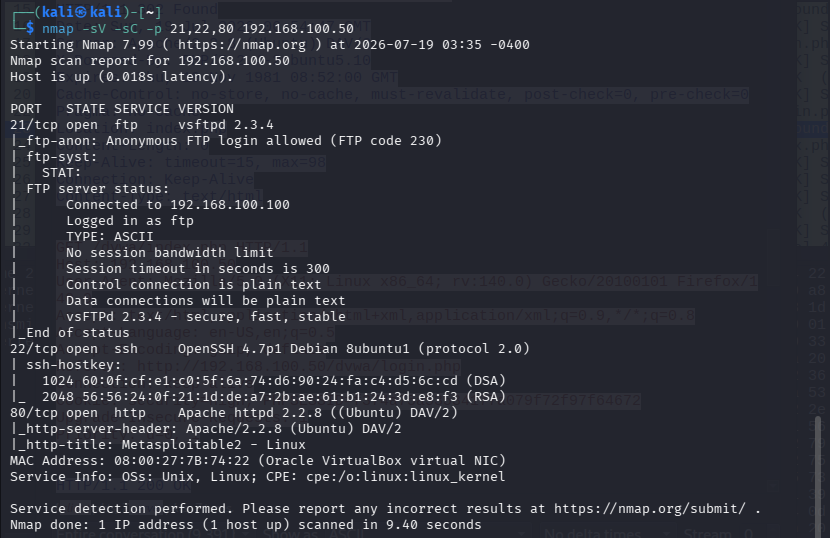 ┌──(kali㉿kali)-[~]
└─$ nmap -sV -sC -p 21,22,80 192.168.100.50
Starting Nmap 7.99 ( https://nmap.org ) at 2026-07-19 03:35 -0400
Nmap scan report for 192.168.100.50
Host is up (0.018s latency).

PORT   STATE SERVICE VERSION
21/tcp open  ftp     vsftpd 2.3.4
|_ftp-anon: Anonymous FTP login allowed (FTP code 230)
| ftp-syst:
|   STAT:
| FTP server status:
|      Connected to 192.168.100.100
|      Logged in as ftp
|      TYPE: ASCII
|      No session bandwidth limit
|      Session timeout in seconds is 300
|      Control connection is plain text
|      Data connections will be plain text
|      vsFTPd 2.3.4 - secure, fast, stable
|_End of status
22/tcp open  ssh     OpenSSH 4.7p1 Debian 8ubuntu1 (protocol 2.0)
| ssh-hostkey:
|   1024 60:0f:cf:e1:c0:5f:6a:74:d6:90:24:fa:c4:d5:6c:cd (DSA)
|_  2048 56:56:24:0f:21:1d:de:a7:2b:ae:61:b1:24:3d:e8:f3 (RSA)
80/tcp open  http    Apache httpd 2.2.8 ((Ubuntu) DAV/2)
|_http-server-header: Apache/2.2.8 (Ubuntu) DAV/2
|_http-title: Metasploitable2 - Linux
MAC Address: 08:00:27:7B:74:22 (Oracle VirtualBox virtual NIC)
Service Info: OSs: Unix, Linux; CPE: cpe:/o:linux:linux_kernel

Service detection performed. Please report any incorrect results at https://nmap.org/submit/ .
Nmap done: 1 IP address (1 host up) scanned in 9.40 seconds